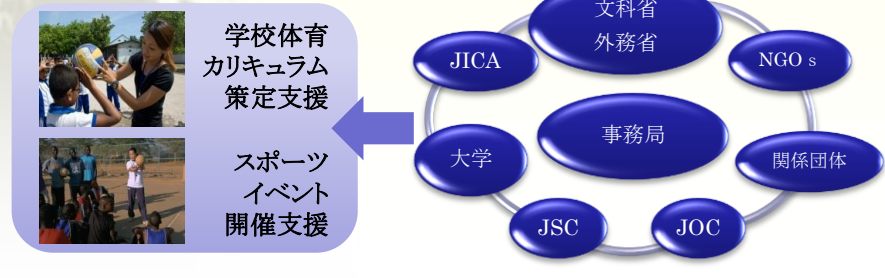 学校体育
カリキュラム
策定支援
スポーツ
イベント
開催支援
文科省
外務省
JICA
NGO s
事務局
大学
関係団体
JSC
JOC